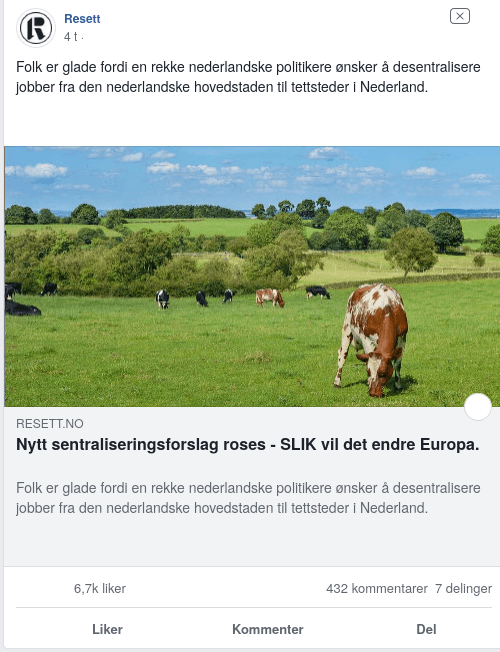 Resett
4 t ·
Folk er glade fordi en rekke nederlandske politikere ønsker å desentralisere
jobber fra den nederlandske hovedstaden til tettsteder i Nederland.
RESETT.NO
Nytt sentraliseringsforslag roses - SLIK vil det endre Europa.
Folk er glade fordi en rekke nederlandske politikere ønsker å desentralisere
jobber fra den nederlandske hovedstaden til tettsteder i Nederland.
6,7k liker 432 kommentarer 7 delinger
Liker Kommenter Del